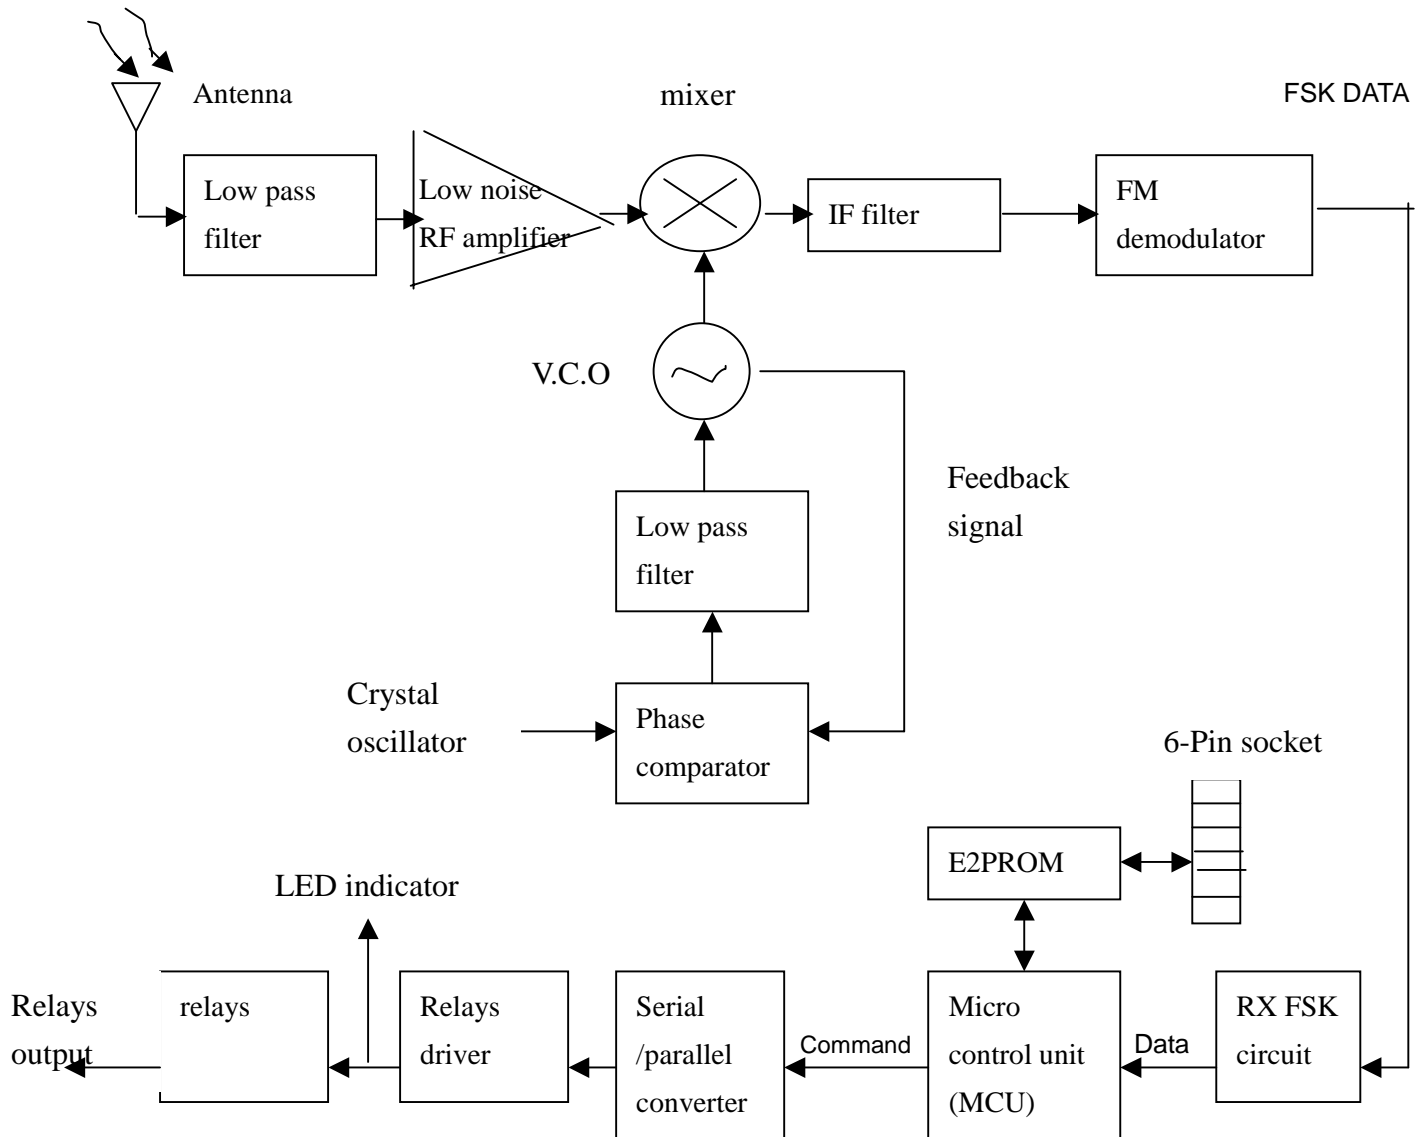 Antenna
mixer
FSK DATA
Low pass
filter
Low noise
RF amplifier
IF filter
FM
demodulator
V.C.O
Low pass
filter
Feedback
signal
Crystal
oscillator
Phase
comparator
6-Pin socket
E2PROM
LED indicator
Relays
output
relays
Relays
driver
Serial
/parallel
converter
Command
Micro
control unit
(MCU)
Data
RX FSK
circuit